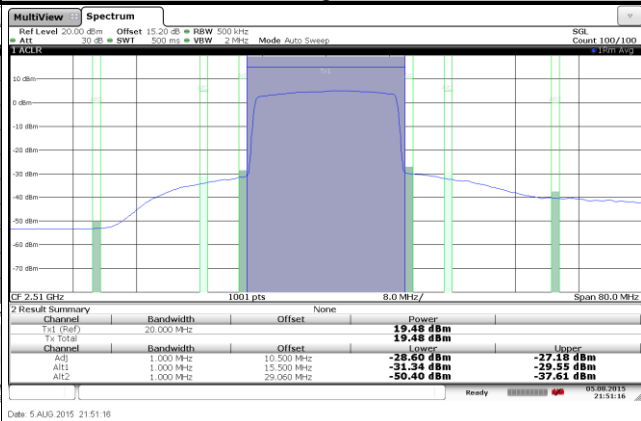 MultiView Spectrum
Ref Level 20.00 dBm Offset 15.20 dB RBW 500 kHz SGL
Att 30 dB SWT 500 ms VBW 2 MHz Mode Auto Sweep Count 100/100
1 ACLR 1Rm Avg
Tx1
10 dBm
0 dBm
-10 dBm
-20 dBm
-30 dBm
-40 dBm
-50 dBm
-60 dBm
-70 dBm
CF 2.51 GHz 1001 pts 8.0 MHz/ Span 80.0 MHz
2 Result Summary None
Channel Bandwidth Offset Power
Tx1 (Ref) 20.000 MHz 19.48 dBm
Tx Total 19.48 dBm
Channel Bandwidth Offset Lower Upper
Adj 1.000 MHz 10.500 MHz -28.60 dBm -27.18 dBm
Alt1 1.000 MHz 15.500 MHz -31.34 dBm -29.55 dBm
Alt2 1.000 MHz 29.060 MHz -50.40 dBm -37.61 dBm
Ready 05.08.2015
21:51:16
Date: 5.AUG 2015 21:51:16